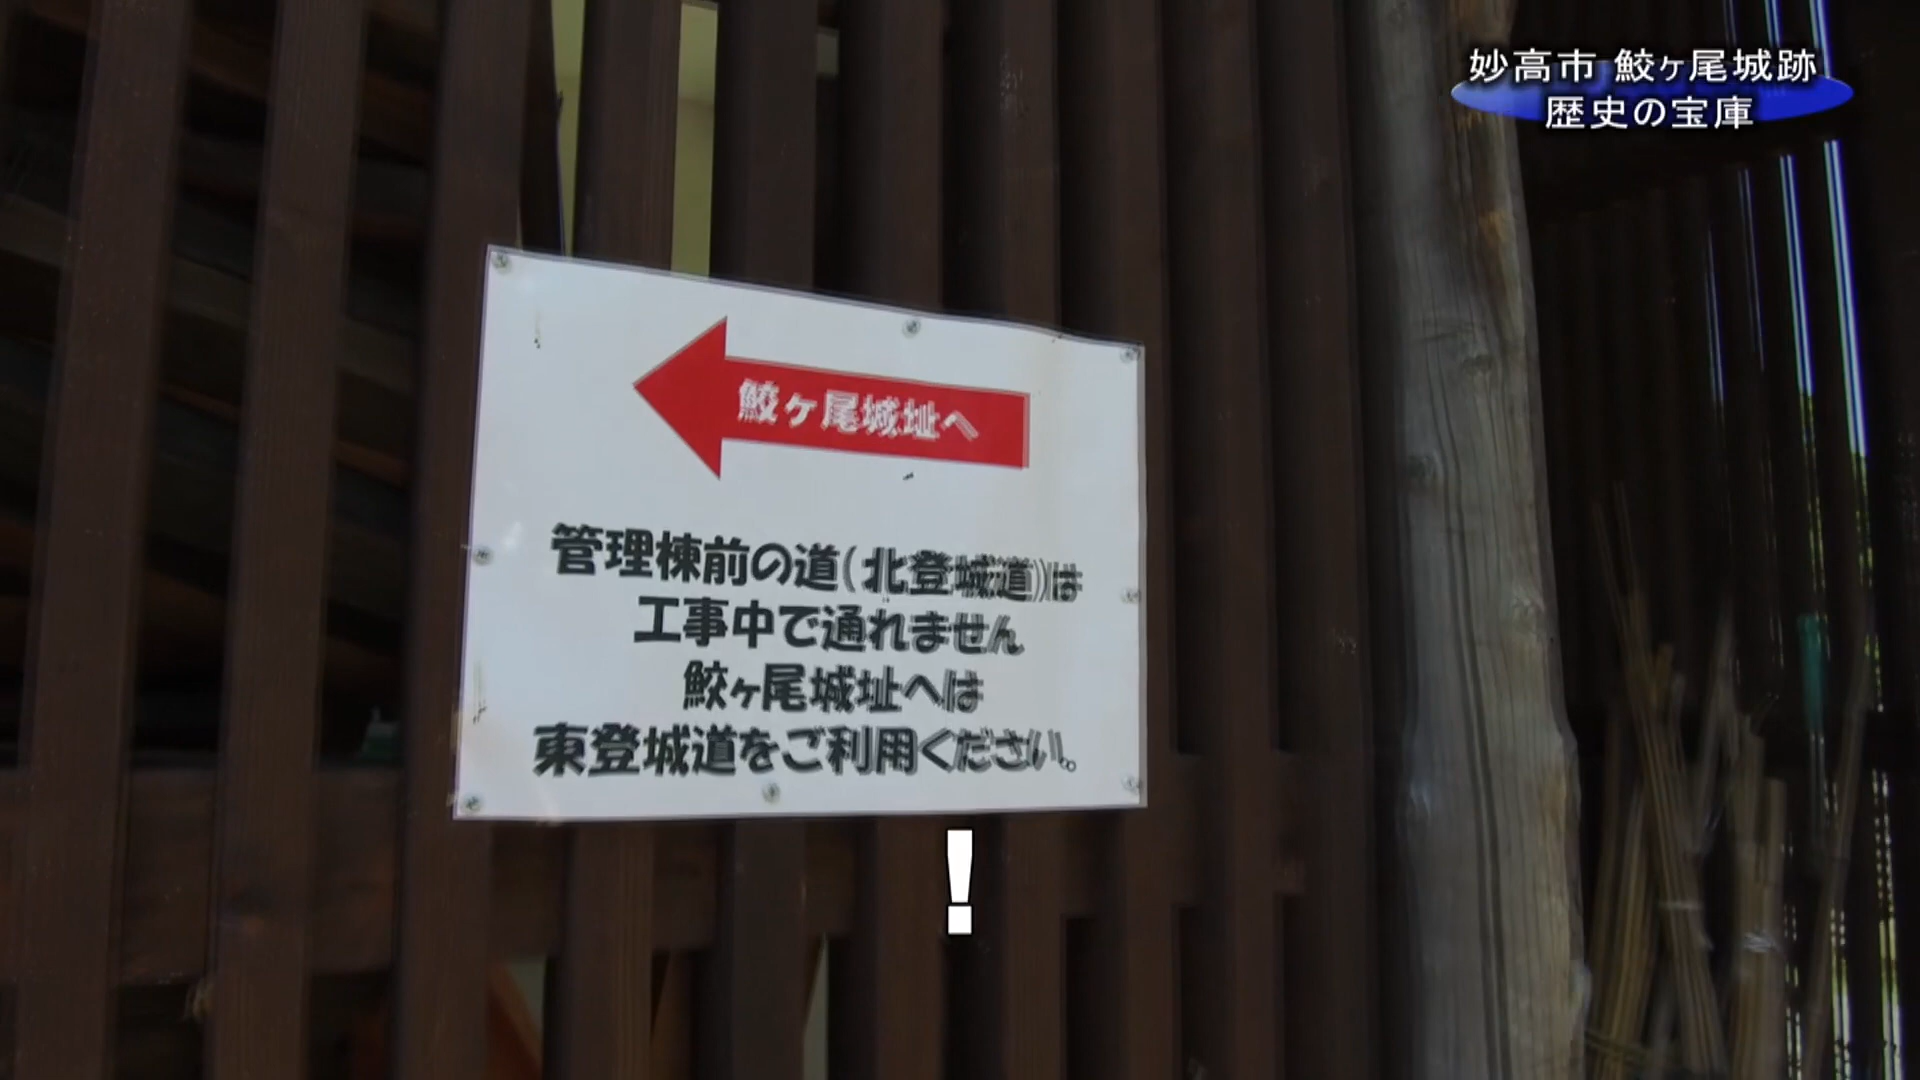 妙高市 鮫ヶ尾城跡
歴史の宝庫
鮫ヶ尾城址へ
管理棟前の道(北登城道)は
工事中で通れません
鮫ヶ尾城址へは
東登城道をご利用ください。
!